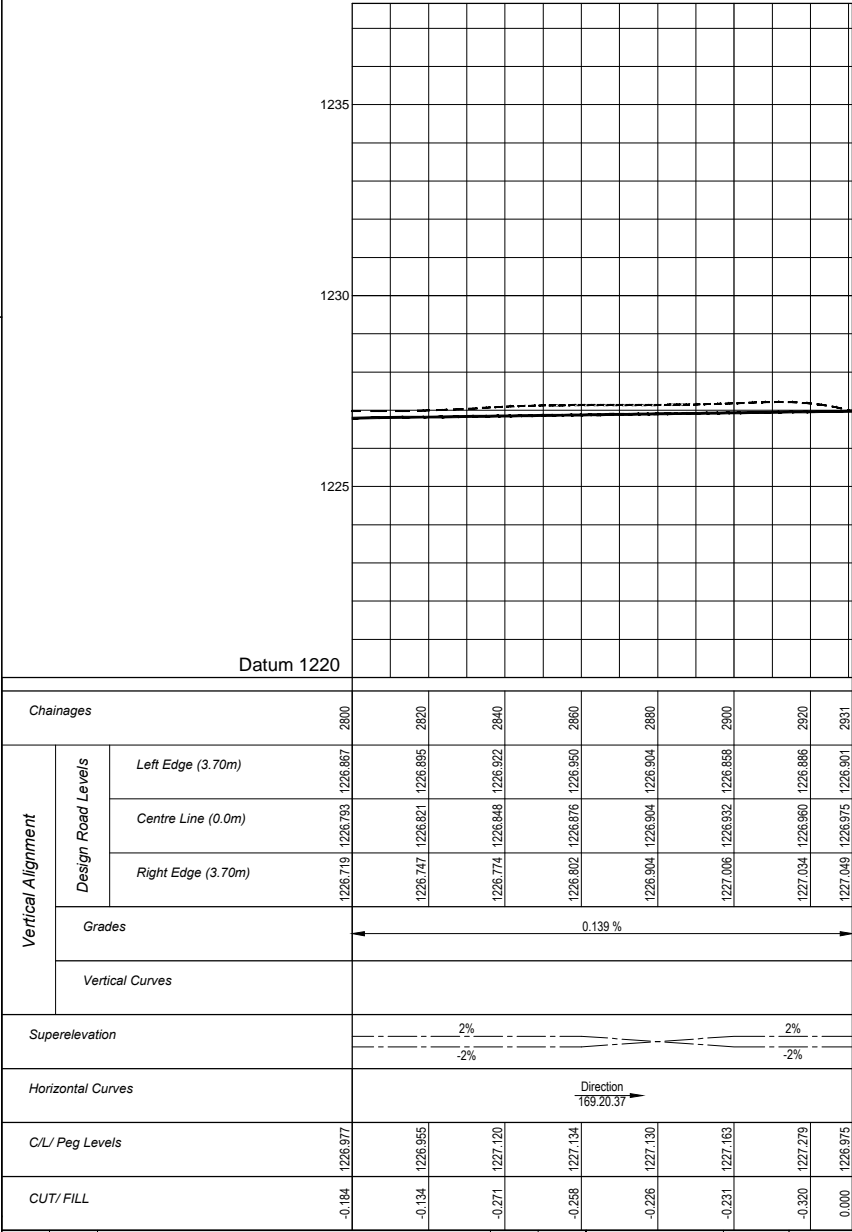 1235
1230
1225
Datum 1220
Chainages 2800 2820 2840 2860 2880 2900 2920 2931
Vertical Alignment
Design Road Levels
Left Edge (3.70m) 1226.867 1226.895 1226.922 1226.950 1226.904 1226.858 1226.886 1226.901
Centre Line (0.0m) 1226.793 1226.821 1226.848 1226.876 1226.904 1226.932 1226.960 1226.975
Right Edge (3.70m) 1226.719 1226.747 1226.774 1226.802 1226.904 1227.006 1227.034 1227.049
Grades 0.139 %
Vertical Curves
Superelevation 2% 2%
-2% -2%
Horizontal Curves Direction
169.20.37
C/L/ Peg Levels 1226.977 1226.955 1227.120 1227.134 1227.130 1227.163 1227.279 1226.975
CUT/ FILL -0.184 -0.134 -0.271 -0.258 -0.226 -0.231 -0.320 0.000